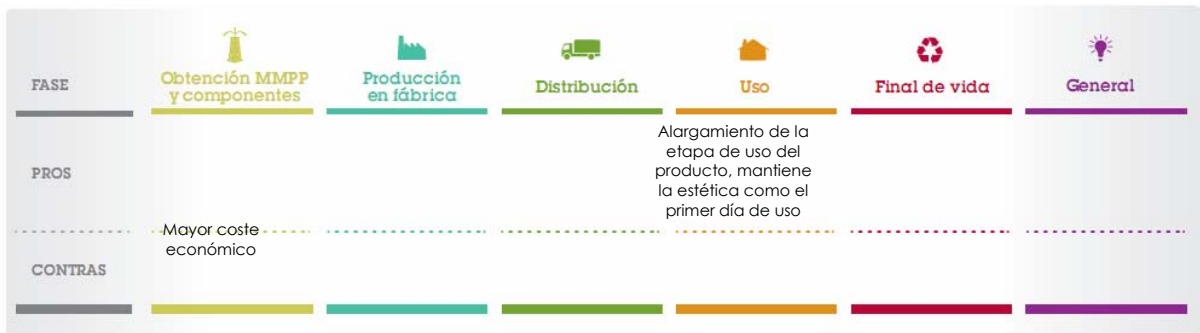 FASE
Obtención MMPP
y componentes
Producción
en fábrica
Distribución
Uso
Final de vida
General
PROS
Alargamiento de la
etapa de uso del
producto, mantiene
la estética como el
primer día de uso
CONTRAS
Mayor coste
económico